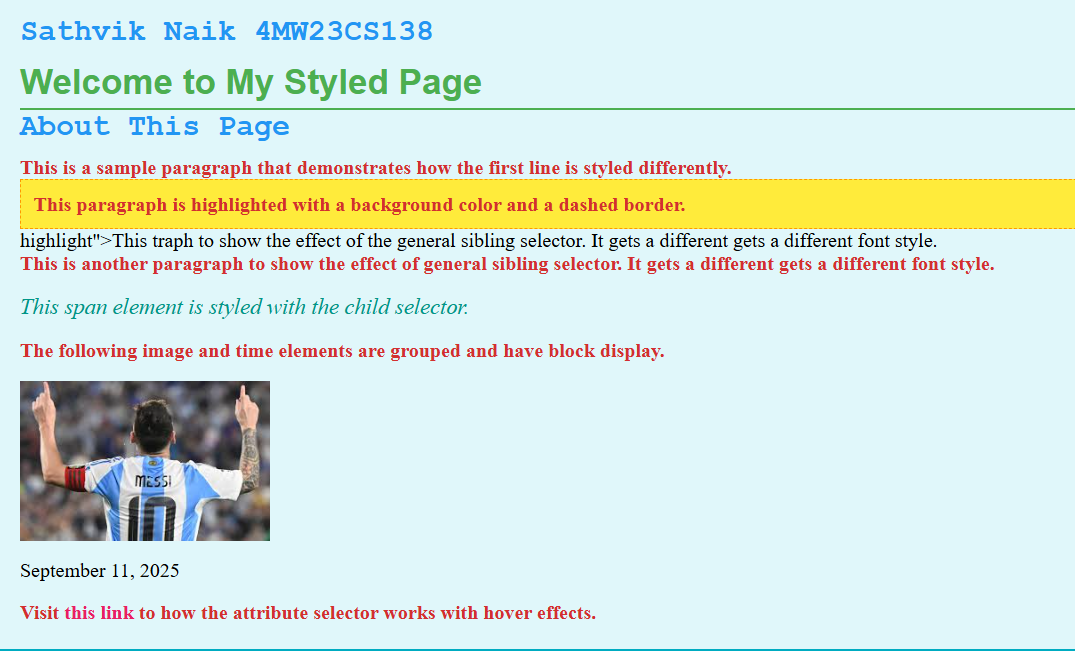 Sathvik Naik 4MW23CS138
Welcome to My Styled Page
About This Page
This is a sample paragraph that demonstrates how the first line is styled differently.
This paragraph is highlighted with a background color and a dashed border.
highlight">This traph to show the effect of the general sibling selector. It gets a different gets a different font style.
This is another paragraph to show the effect of general sibling selector. It gets a different gets a different font style.
This span element is styled with the child selector.
The following image and time elements are grouped and have block display.
MESSI
10
September 11, 2025
Visit this link to how the attribute selector works with hover effects.